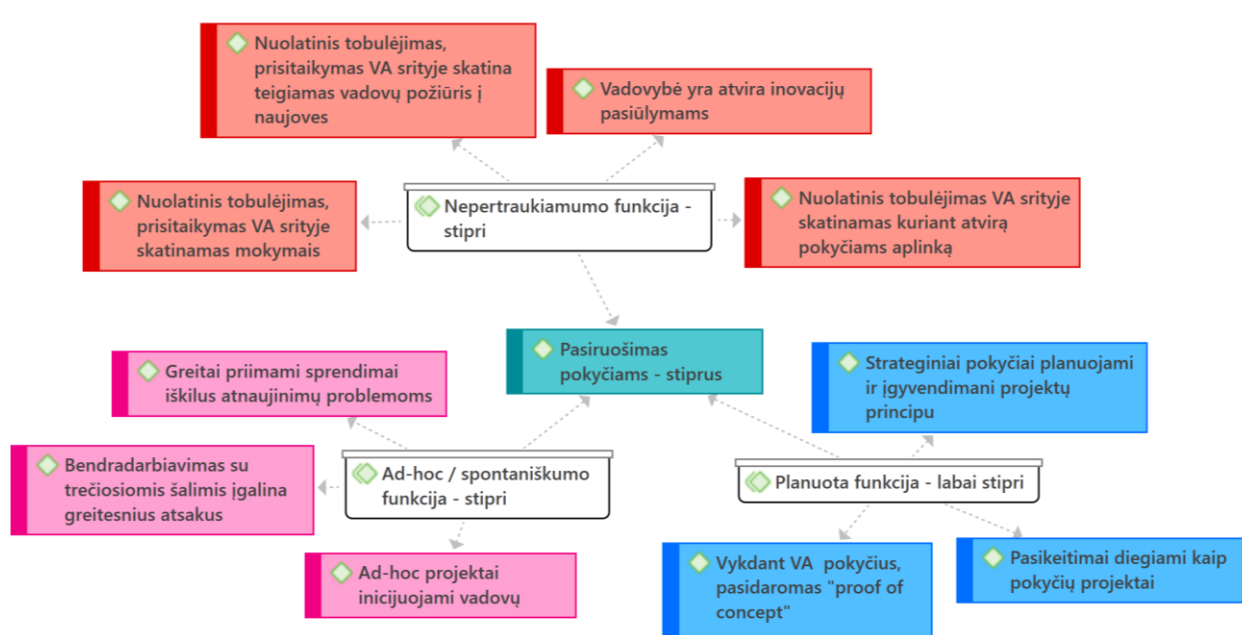 Nuolatinis tobulėjimas,
prisitaikymas VA srityje skatina
teigiamas vadovų požiūris į
naujoves
Vadovybė yra atvira inovacijų
pasiūlymams
Nuolatinis tobulėjimas,
prisitaikymas VA srityje
skatinamas mokymais
Nepertraukiamumo funkcija -
stipri
Nuolatinis tobulėjimas VA srityje
skatinamas kuriant atvirą
pokyčiams aplinką
Greitai priimami sprendimai
iškilus atnaujinimų problemoms
Pasiruošimas
pokyčiams - stiprus
Strateginiai pokyčiai planuojami
ir įgyvendimani projektų
principu
Bendradarbiavimas su
trečiosiomis šalimis įgalina
greitesnius atsakus
Ad-hoc / spontaniškumo
funkcija - stipri
Planuota funkcija - labai stipri
Ad-hoc projektai
inicijuojami vadovų
Vykdant VA pokyčius,
pasidaromas "proof of
concept"
Pasikeitimai diegiami kaip
pokyčių projektai